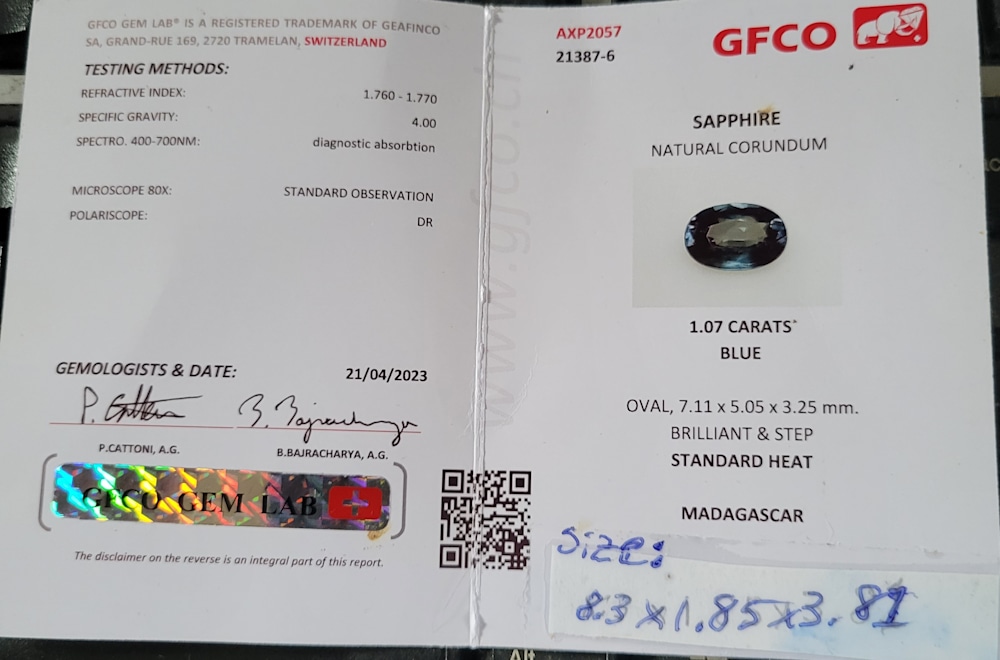 GFCO GEM LAB® IS A REGISTERED TRADEMARK OF GEAFINCO
SA, GRAND-RUE 169, 2720 TRAMELAN, SWITZERLAND
TESTING METHODS:
REFRACTIVE INDEX: 1.760 - 1.770
SPECIFIC GRAVITY: 4.00
SPECTRO. 400-700NM: diagnostic absorbtion
MICROSCOPE 80X: STANDARD OBSERVATION
POLARISCOPE: DR
GEMOLOGISTS & DATE: 21/04/2023
P.CATTONI, A.G. B.BAJRACHARYA, A.G.
GFCO GEM LAB
The disclaimer on the reverse is an integral part of this report.
www.gfco.ch
AXP2057
21387-6
GFCO
SAPPHIRE
NATURAL CORUNDUM
1.07 CARATS*
BLUE
OVAL, 7.11 x 5.05 x 3.25 mm.
BRILLIANT & STEP
STANDARD HEAT
MADAGASCAR
Size:
8.3 x 1.85 x 3.81
Alt